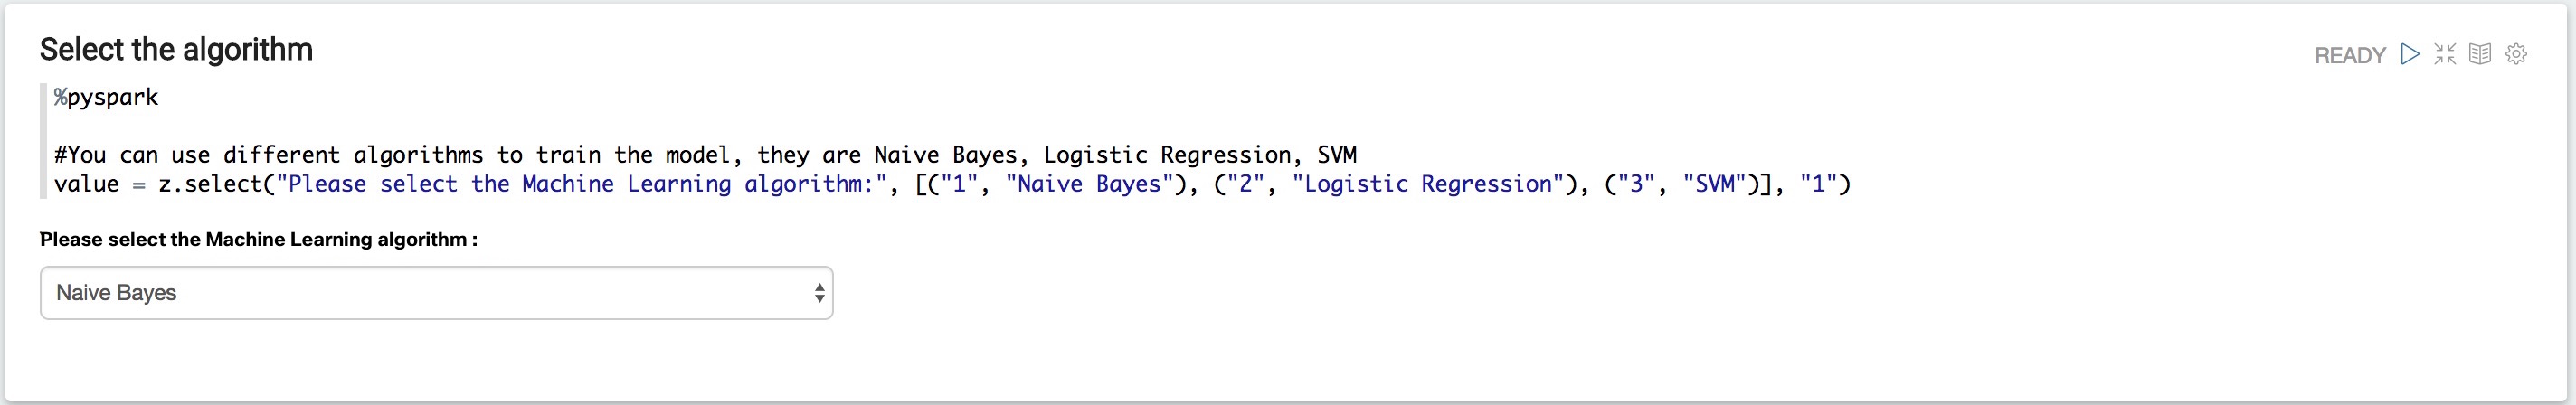 Select the algorithm
READY
%pyspark
#You can use different algorithms to train the model, they are Naive Bayes, Logistic Regression, SVM
value = z.select("Please select the Machine Learning algorithm:", [("1", "Naive Bayes"), ("2", "Logistic Regression"), ("3", "SVM")], "1")
Please select the Machine Learning algorithm :
Naive Bayes